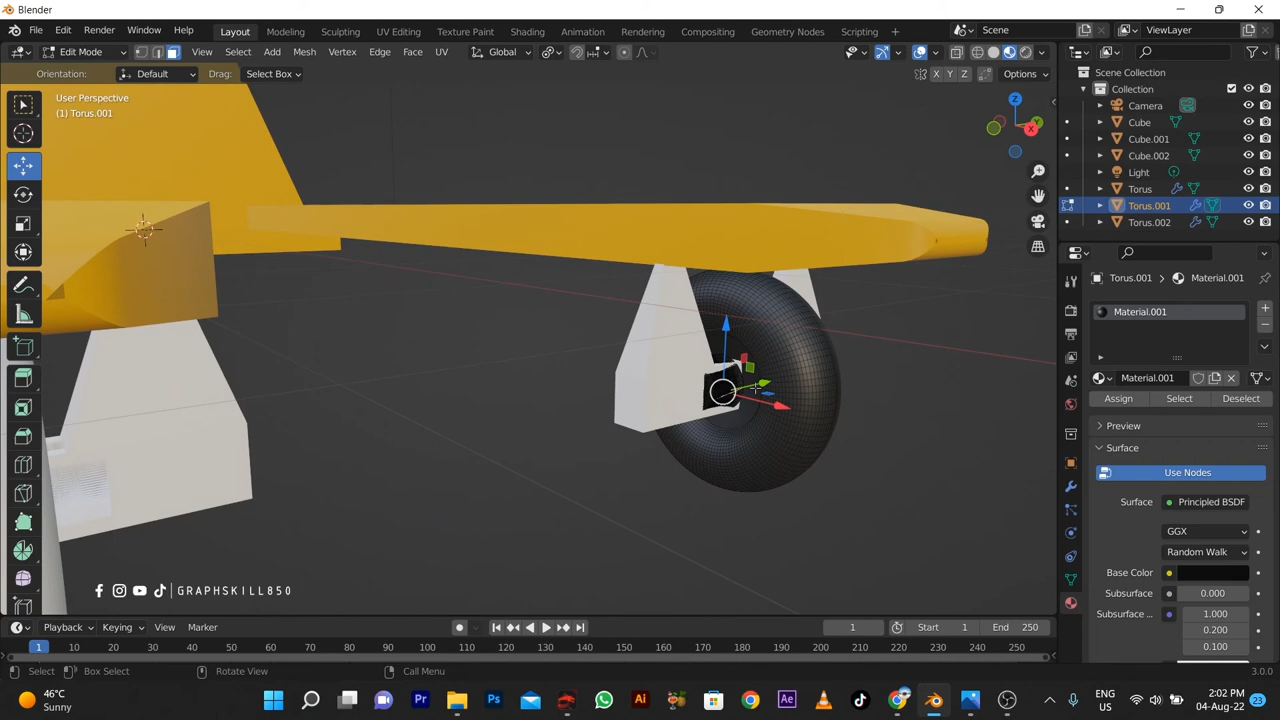 Blender
File Edit Render Window Help Layout Modeling Sculpting UV Editing Texture Paint Shading Animation Rendering Compositing Geometry Nodes Scripting Scene ViewLayer
Edit Mode View Select Add Mesh Vertex Edge Face UV Global
Orientation: Default Drag: Select Box X Y Z Options
User Perspective
(1) Torus.001
Z
X
Scene Collection
Collection
Camera
Cube
Cube.001
Cube.002
Light
Torus
Torus.001
Torus.002
Torus.001 Material.001
Material.001
Material.001
Assign Select Deselect
Preview
Surface
Use Nodes
Surface Principled BSDF
GGX
Random Walk
Base Color
Subsurface 0.000
Subsurface ... 1.000
0.200
0.100
GRAPHSKILL850
Playback Keying View Marker 1 Start 1 End 250
1 10 20 30 40 50 60 70 80 90 100 110 120 130 140 150 160 170 180 190 200 210 220 230 240 250
Select Box Select Rotate View Call Menu 3.0.0
46°C
Sunny
Pr Ps Ai Ae
ENG
US
2:02 PM
04-Aug-22
23